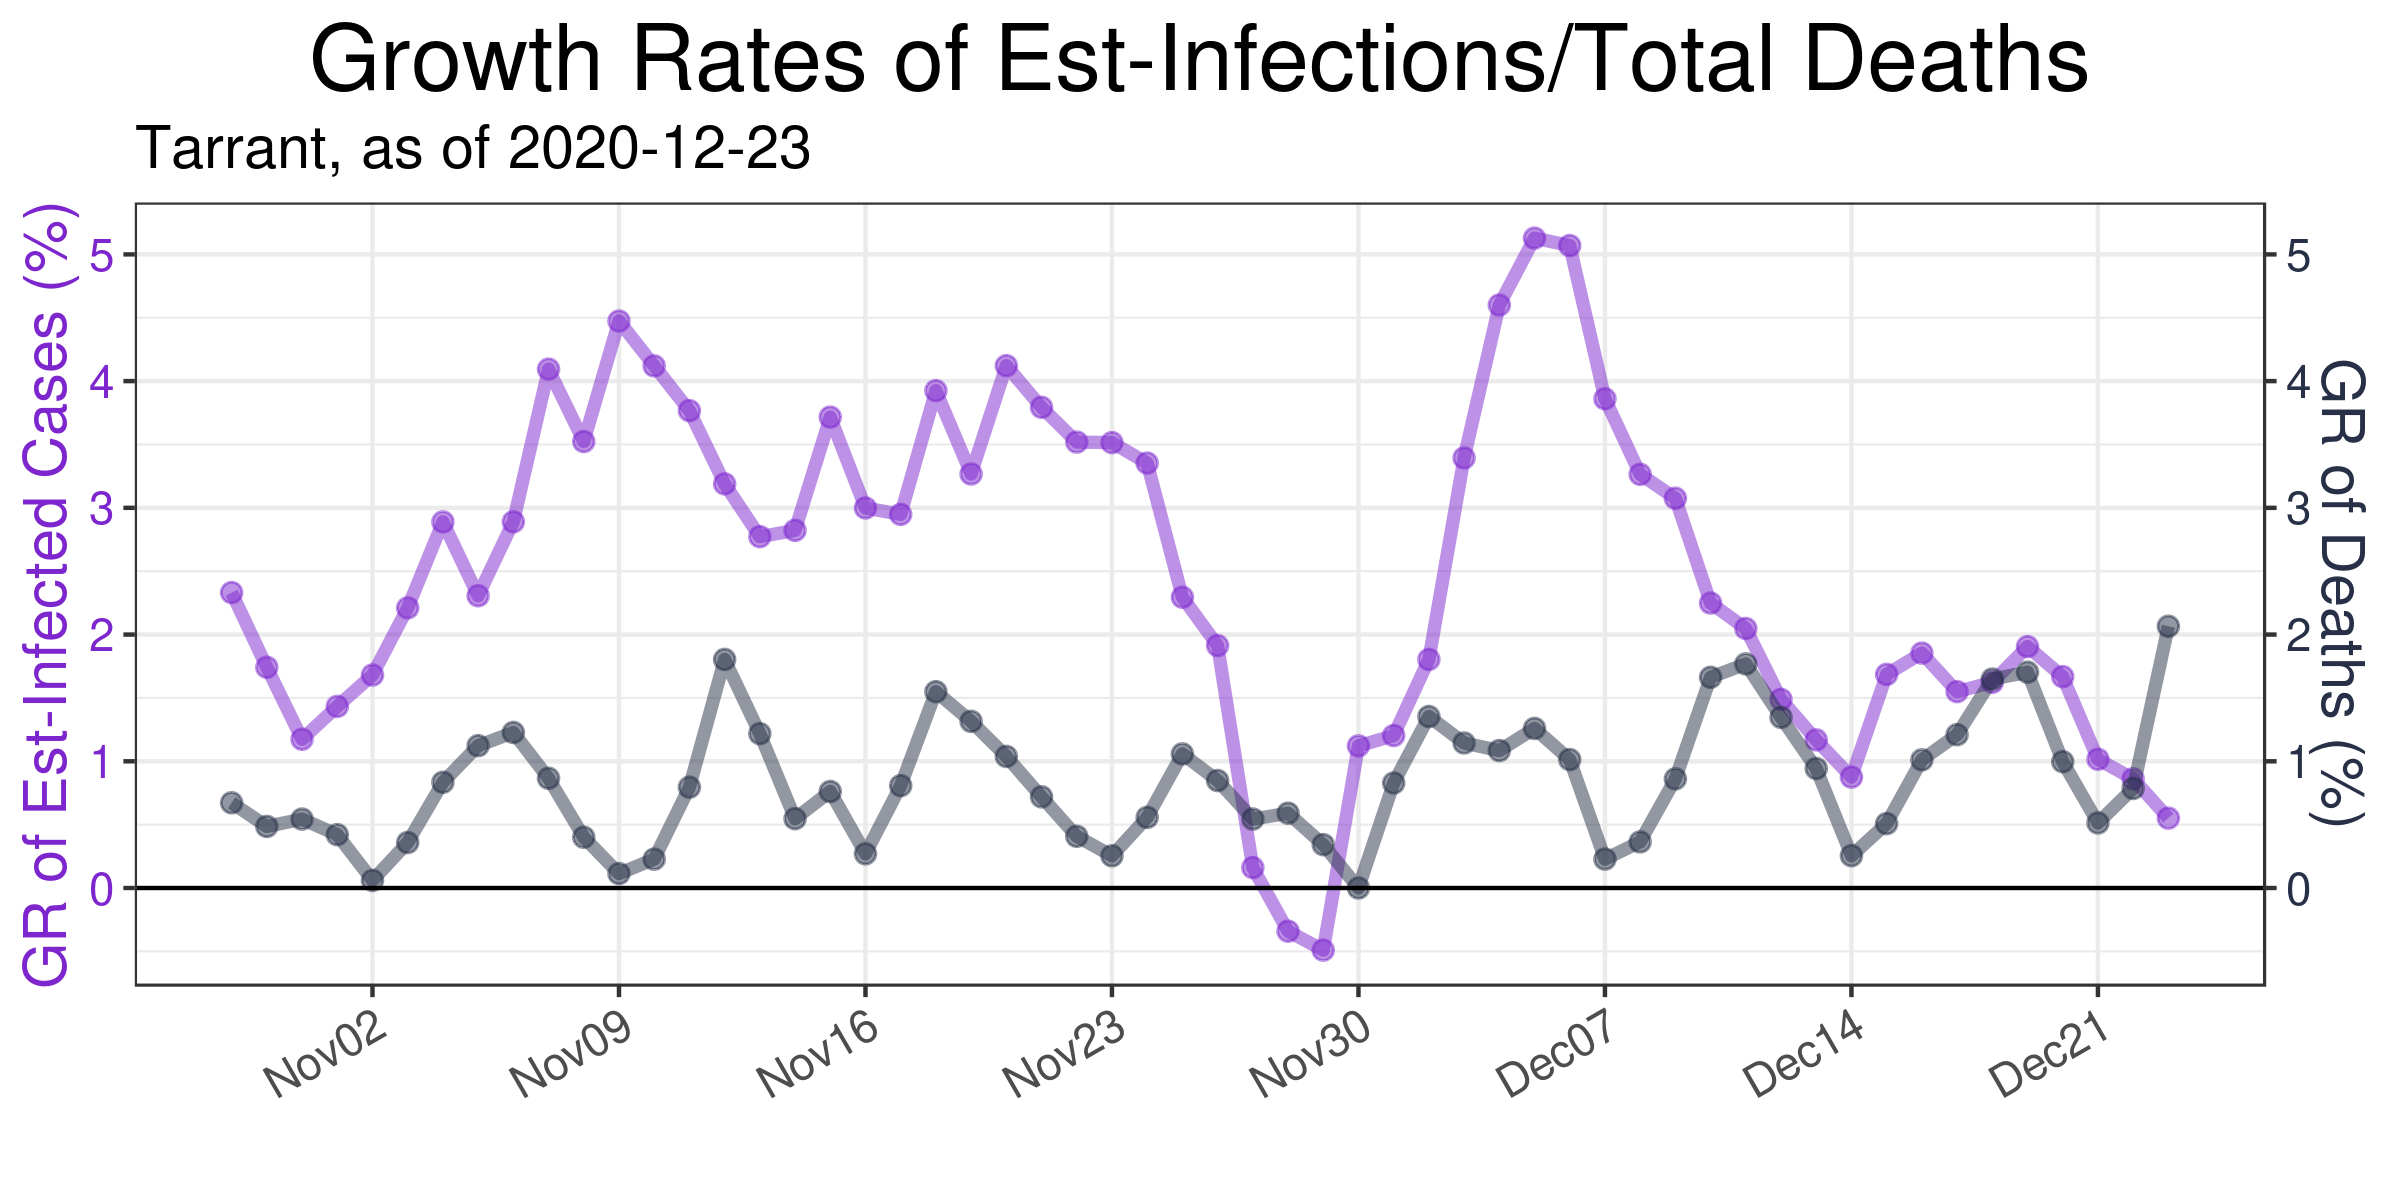 Growth Rates of Est-Infections/Total Deaths
Tarrant, as of 2020-12-23
GR of Est-Infected Cases (%)
5
4
3
2
1
0
5
4
3
2
1
0
GR of Deaths (%)
Nov02
Nov09
Nov16
Nov23
Nov30
Dec07
Dec14
Dec21